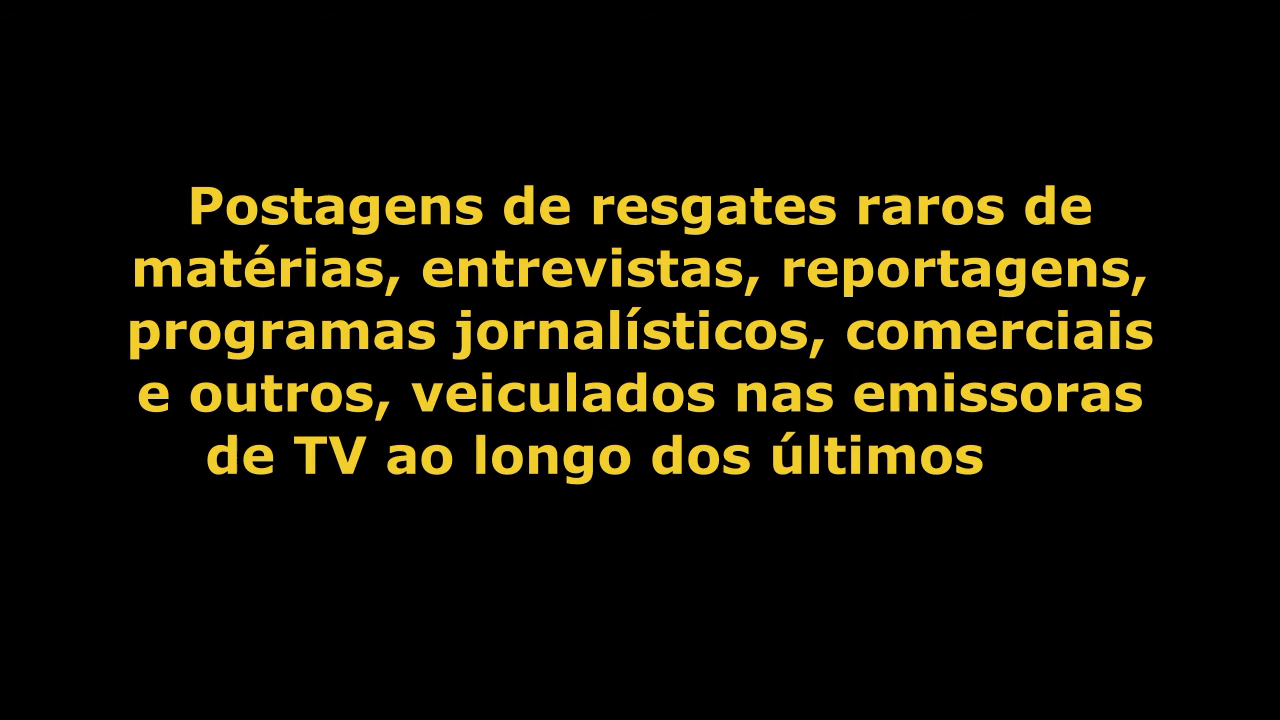 Postagens de resgates raros de
matérias, entrevistas, reportagens,
programas jornalísticos, comerciais
e outros, veiculados nas emissoras
de TV ao longo dos últimos